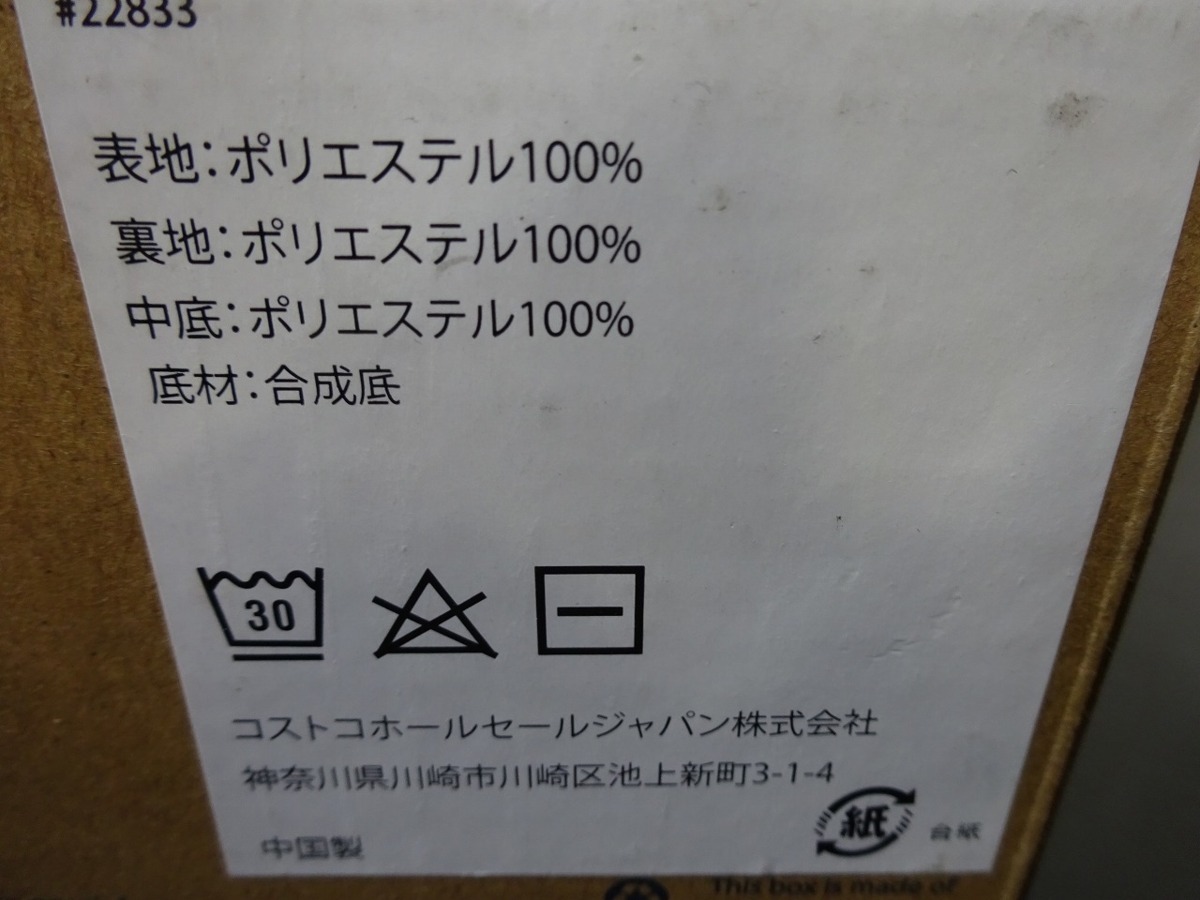 #22833
表地：ポリエステル100%
裏地：ポリエステル100%
中底：ポリエステル100%
底材：合成底
30
コストコホールセールジャパン株式会社
神奈川県川崎市川崎区池上新町3-1-4
紙
台紙
中国製
This box is made of